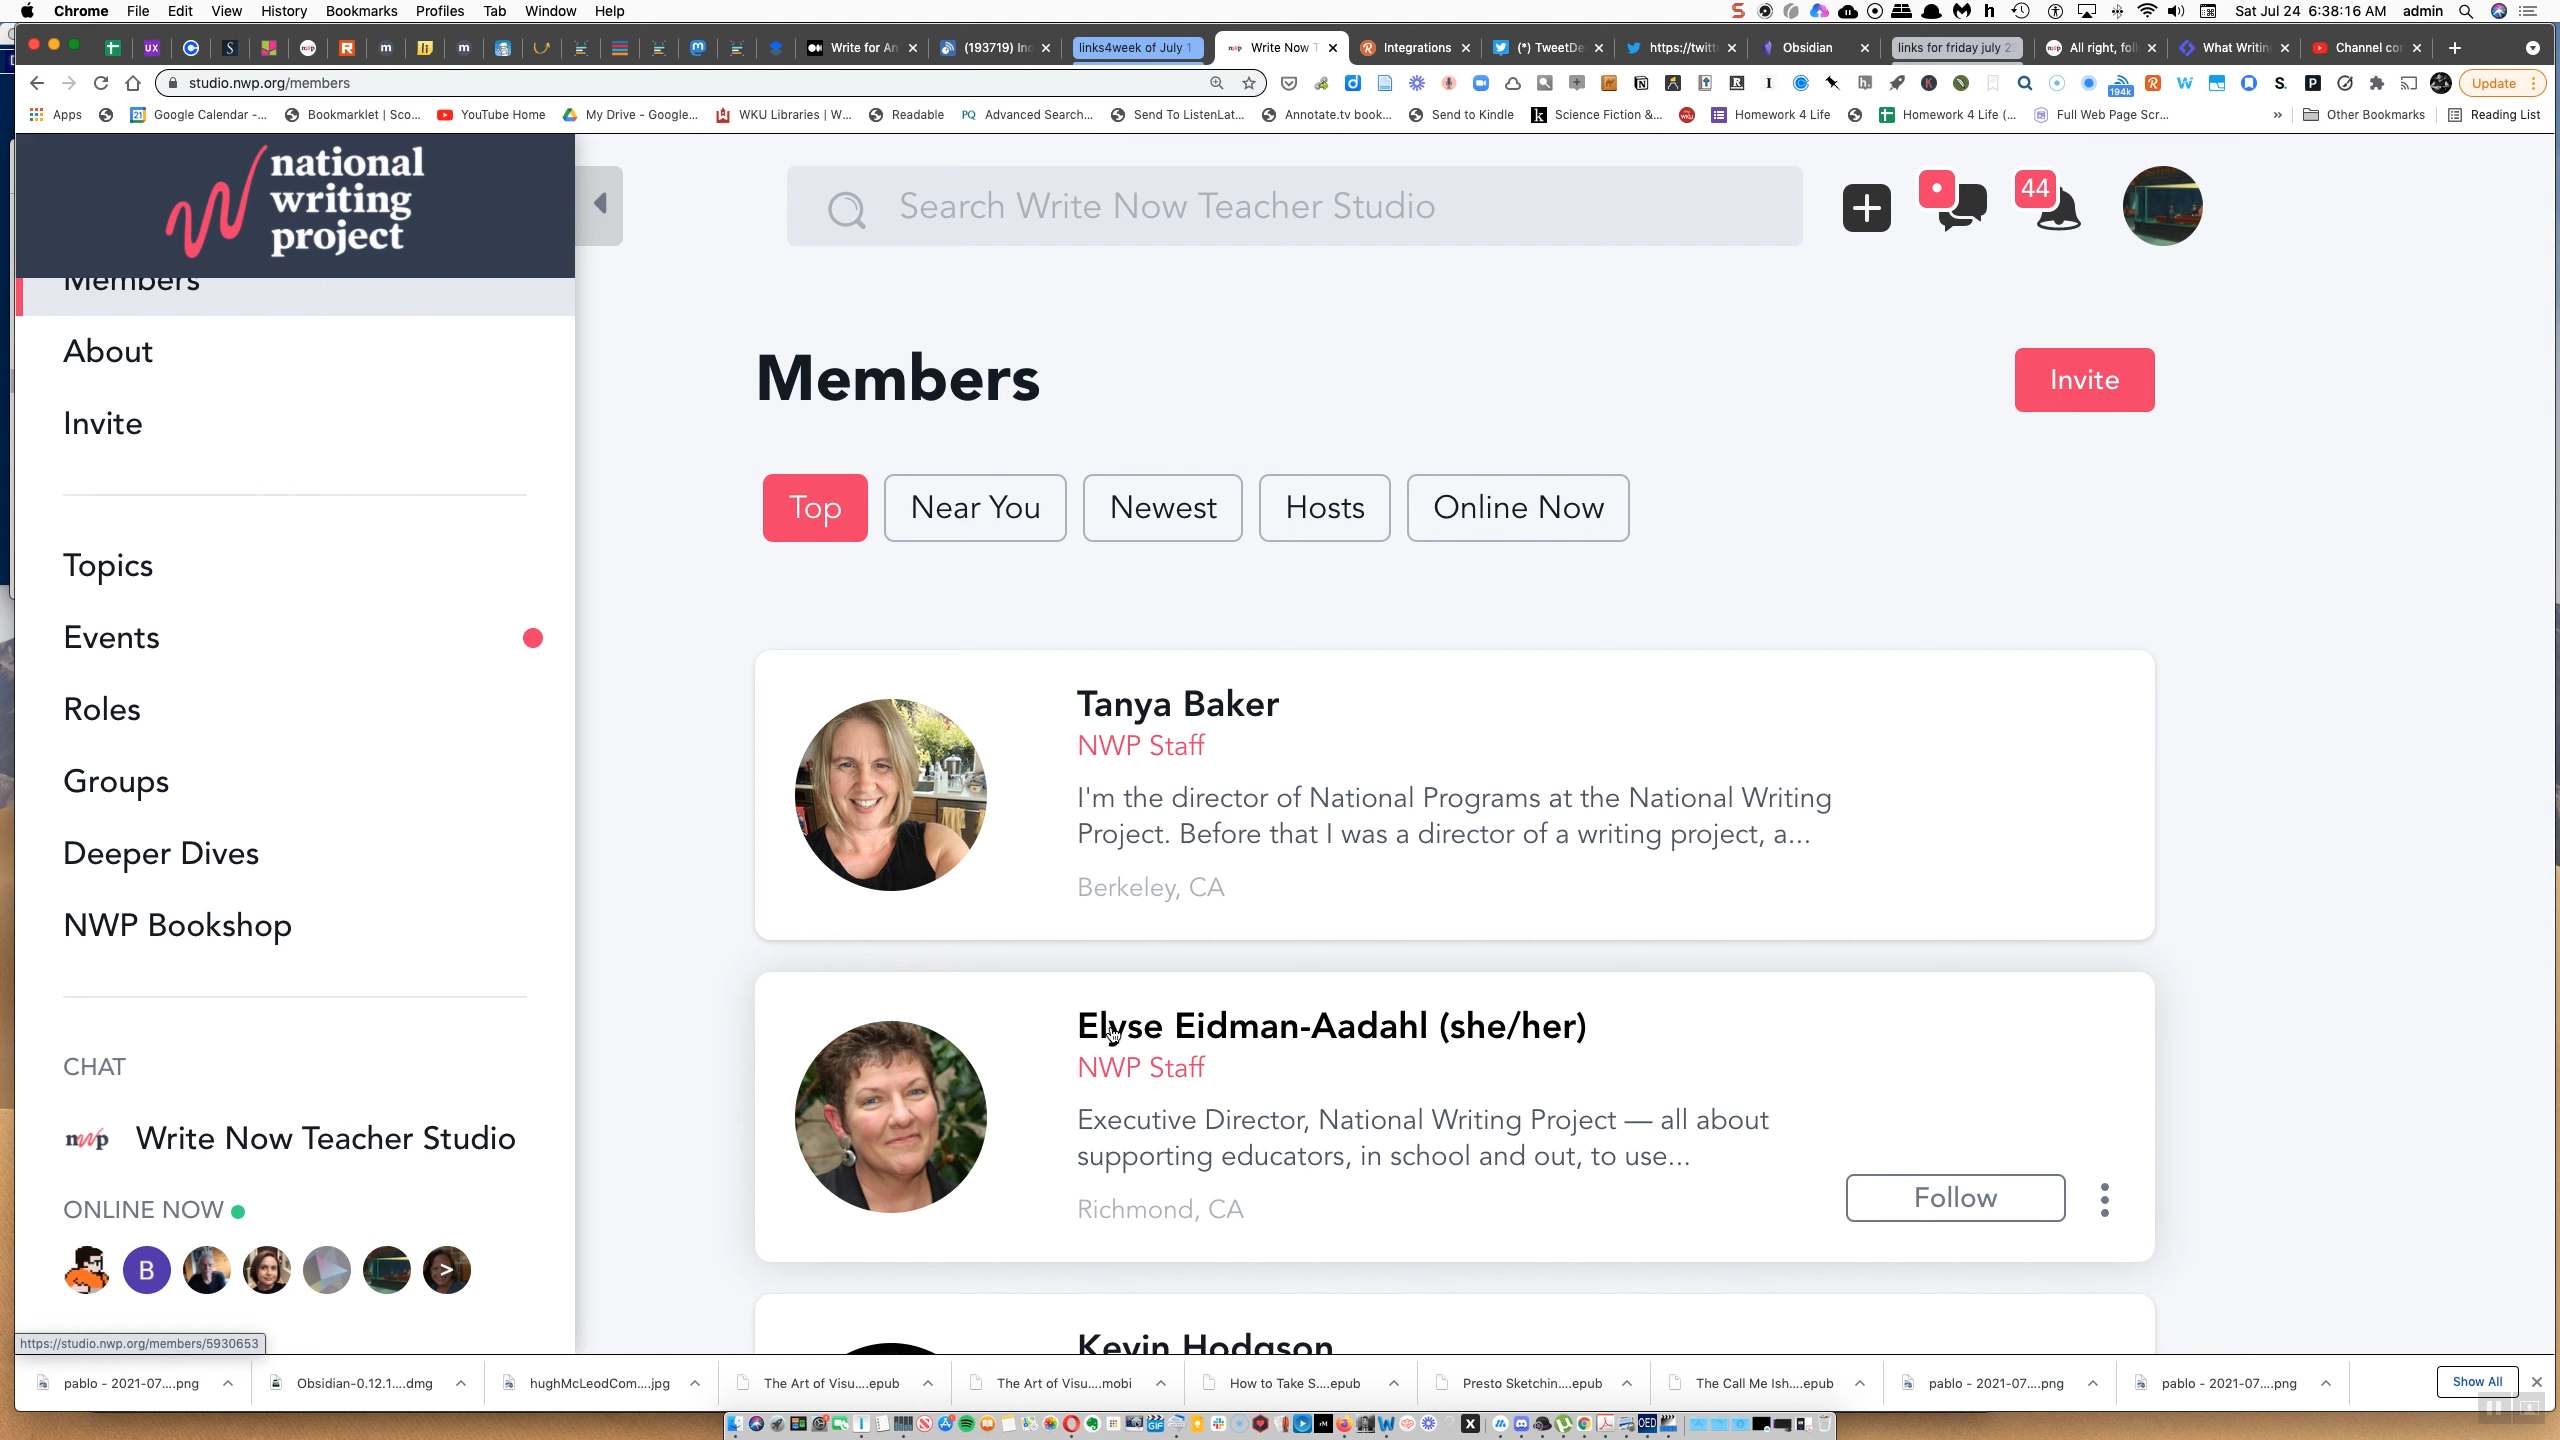 Chrome File Edit View History Bookmarks Profiles Tab Window Help
Sat Jul 24 6:38:16 AM admin
Write for An
(193719) Ino
links4week of July 1
Write Now T
Integrations
(*) TweetDe
https://twitt
Obsidian
links for friday july 2
All right, fol
What Writin
Channel co
studio.nwp.org/members
194k
Update
Apps
Google Calendar -...
Bookmarklet | Sco...
YouTube Home
My Drive - Google...
WKU Libraries | W...
Readable
Advanced Search...
Send To ListenLat...
Annotate.tv book...
Send to Kindle
Science Fiction &...
Homework 4 Life
Homework 4 Life (...
Full Web Page Scr...
Other Bookmarks
Reading List
national
writing
project
Search Write Now Teacher Studio
44
Members
About
Invite
Topics
Events
Roles
Groups
Deeper Dives
NWP Bookshop
CHAT
nwp Write Now Teacher Studio
ONLINE NOW
B
Members
Invite
Top
Near You
Newest
Hosts
Online Now
Tanya Baker
NWP Staff
I'm the director of National Programs at the National Writing
Project. Before that I was a director of a writing project, a...
Berkeley, CA
Elyse Eidman-Aadahl (she/her)
NWP Staff
Executive Director, National Writing Project — all about
supporting educators, in school and out, to use...
Richmond, CA
Follow
Kevin Hodgson
https://studio.nwp.org/members/5930653
pablo - 2021-07....png
Obsidian-0.12.1....dmg
hughMcLeodCom....jpg
The Art of Visu....epub
The Art of Visu....mobi
How to Take S....epub
Presto Sketchin....epub
The Call Me Ish....epub
pablo - 2021-07....png
pablo - 2021-07....png
Show All